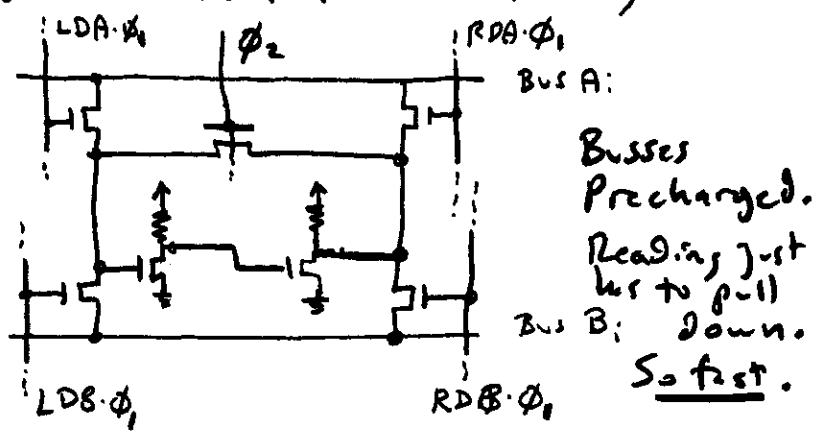 LDA·ϕ₁
ϕ₂
RDA·ϕ₁
Bus A:
Busses
Precharged.
Reading just
has to pull
Bus B:
down.
So fast.
LDB·ϕ₁
RDB·ϕ₁